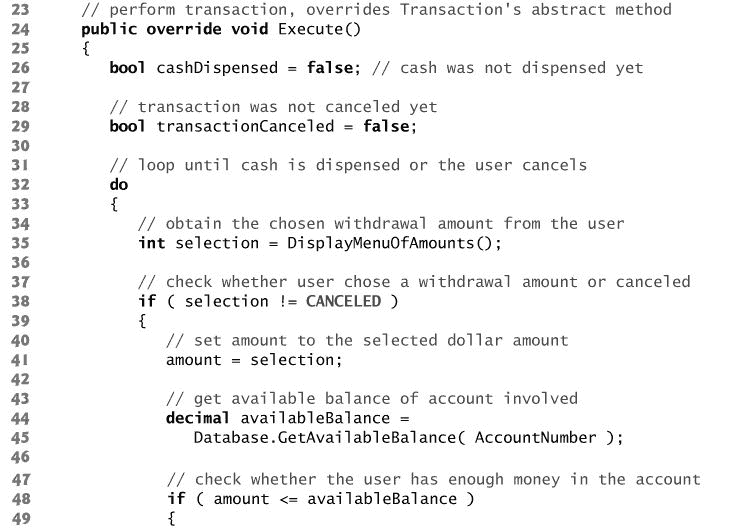 23 // perform transaction, overrides Transaction's abstract method
24 public override void Execute()
25 {
26 bool cashDispensed = false; // cash was not dispensed yet
27
28 // transaction was not canceled yet
29 bool transactionCanceled = false;
30
31 // loop until cash is dispensed or the user cancels
32 do
33 {
34 // obtain the chosen withdrawal amount from the user
35 int selection = DisplayMenuOfAmounts();
36
37 // check whether user chose a withdrawal amount or canceled
38 if ( selection != CANCELED )
39 {
40 // set amount to the selected dollar amount
41 amount = selection;
42
43 // get available balance of account involved
44 decimal availableBalance =
45 Database.GetAvailableBalance( AccountNumber );
46
47 // check whether the user has enough money in the account
48 if ( amount <= availableBalance )
49 {